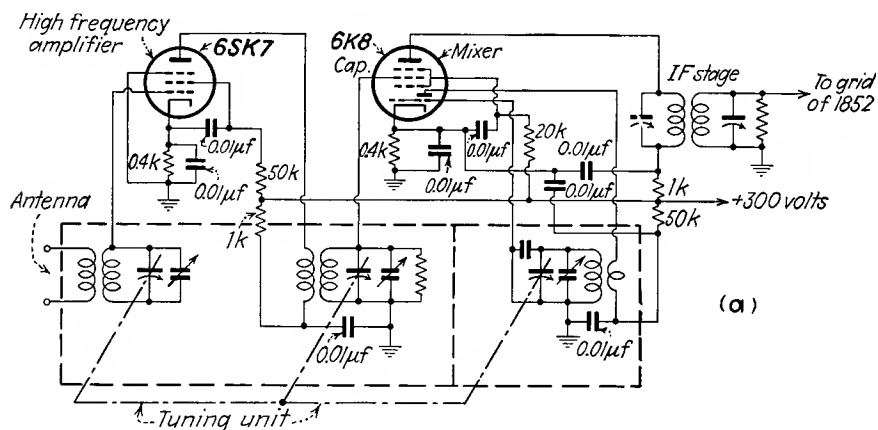 High frequency
amplifier
6SK7
6K8
Cap.
Mixer
IF stage
To grid
of 1852
0.01μf
0.4k
0.01μf
50k
0.4k
0.01μf
0.01μf
20k
0.01μf
0.01μf
1k
+300 volts
50k
Antenna
1k
(a)
0.01μf
0.01μf
Tuning unit